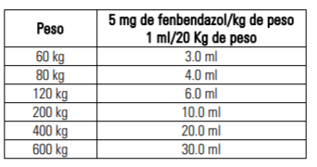 Peso | 5 mg de fenbendazol/kg de peso
1 ml/20 Kg de peso
60 kg | 3.0 ml
80 kg | 4.0 ml
120 kg | 6.0 ml
200 kg | 10.0 ml
400 kg | 20.0 ml
600 kg | 30.0 ml